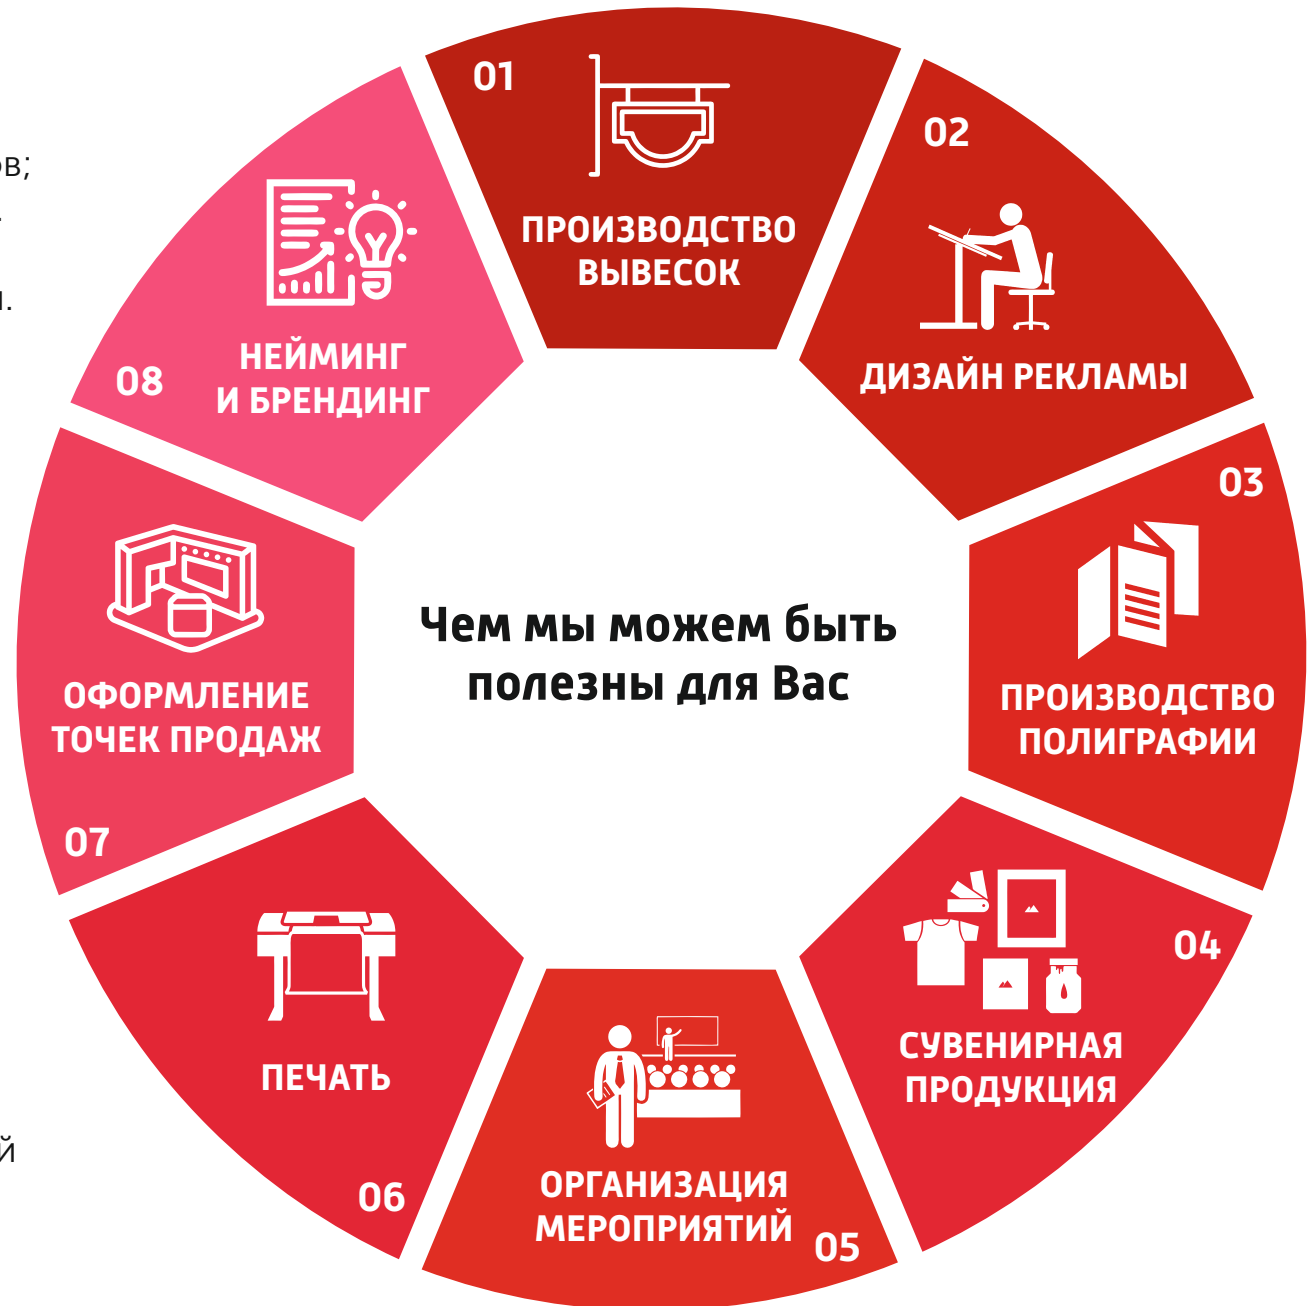 01
ПРОИЗВОДСТВО
ВЫВЕСОК
02
ДИЗАЙН РЕКЛАМЫ
03
ПРОИЗВОДСТВО
ПОЛИГРАФИИ
04
СУВЕНИРНАЯ
ПРОДУКЦИЯ
05
ОРГАНИЗАЦИЯ
МЕРОПРИЯТИЙ
06
ПЕЧАТЬ
07
ОФОРМЛЕНИЕ
ТОЧЕК ПРОДАЖ
08
НЕЙМИНГ
И БРЕНДИНГ
Чем мы можем быть
полезны для Вас